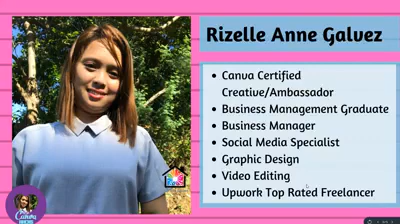 Rizelle Anne Galvez
• Canva Certified
Creative/Ambassador
• Business Management Graduate
• Business Manager
• Social Media Specialist
• Graphic Design
• Video Editing
• Upwork Top Rated Freelancer
Canva